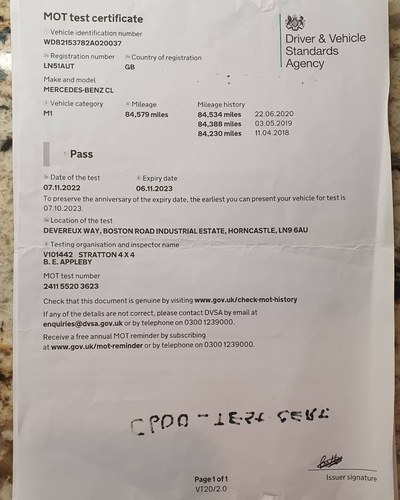 MOT test certificate
Driver & Vehicle
Standards
Agency
Vehicle identification number
WDB2153782A020037
Registration number
Country of registration
LN51AUT
GB
Make and model
MERCEDES-BENZ CL
Vehicle category
Mileage
Mileage history
M1
84,579 miles
84,534 miles 22.06.2020
84,388 miles 03.05.2019
84,230 miles 11.04.2018
Pass
Date of the test
Expiry date
07.11.2022
06.11.2023
To preserve the anniversary of the expiry date, the earliest you can present your vehicle for test is
07.10.2023.
Location of the test
DEVEREUX WAY, BOSTON ROAD INDUSTRIAL ESTATE, HORNCASTLE, LN9 6AU
Testing organisation and inspector name
V101442 STRATTON 4 X 4
B. E. APPLEBY
MOT test number
2411 5520 3623
Check that this document is genuine by visiting www.gov.uk/check-mot-history
If any of the details are not correct, please contact DVSA by email at
enquiries@dvsa.gov.uk or by telephone on 0300 1239000.
Receive a free annual MOT reminder by subscribing
at www.gov.uk/mot-reminder or by telephone on 0300 1239000.
Issuer signature
Page 1 of 1
VT20/2.0